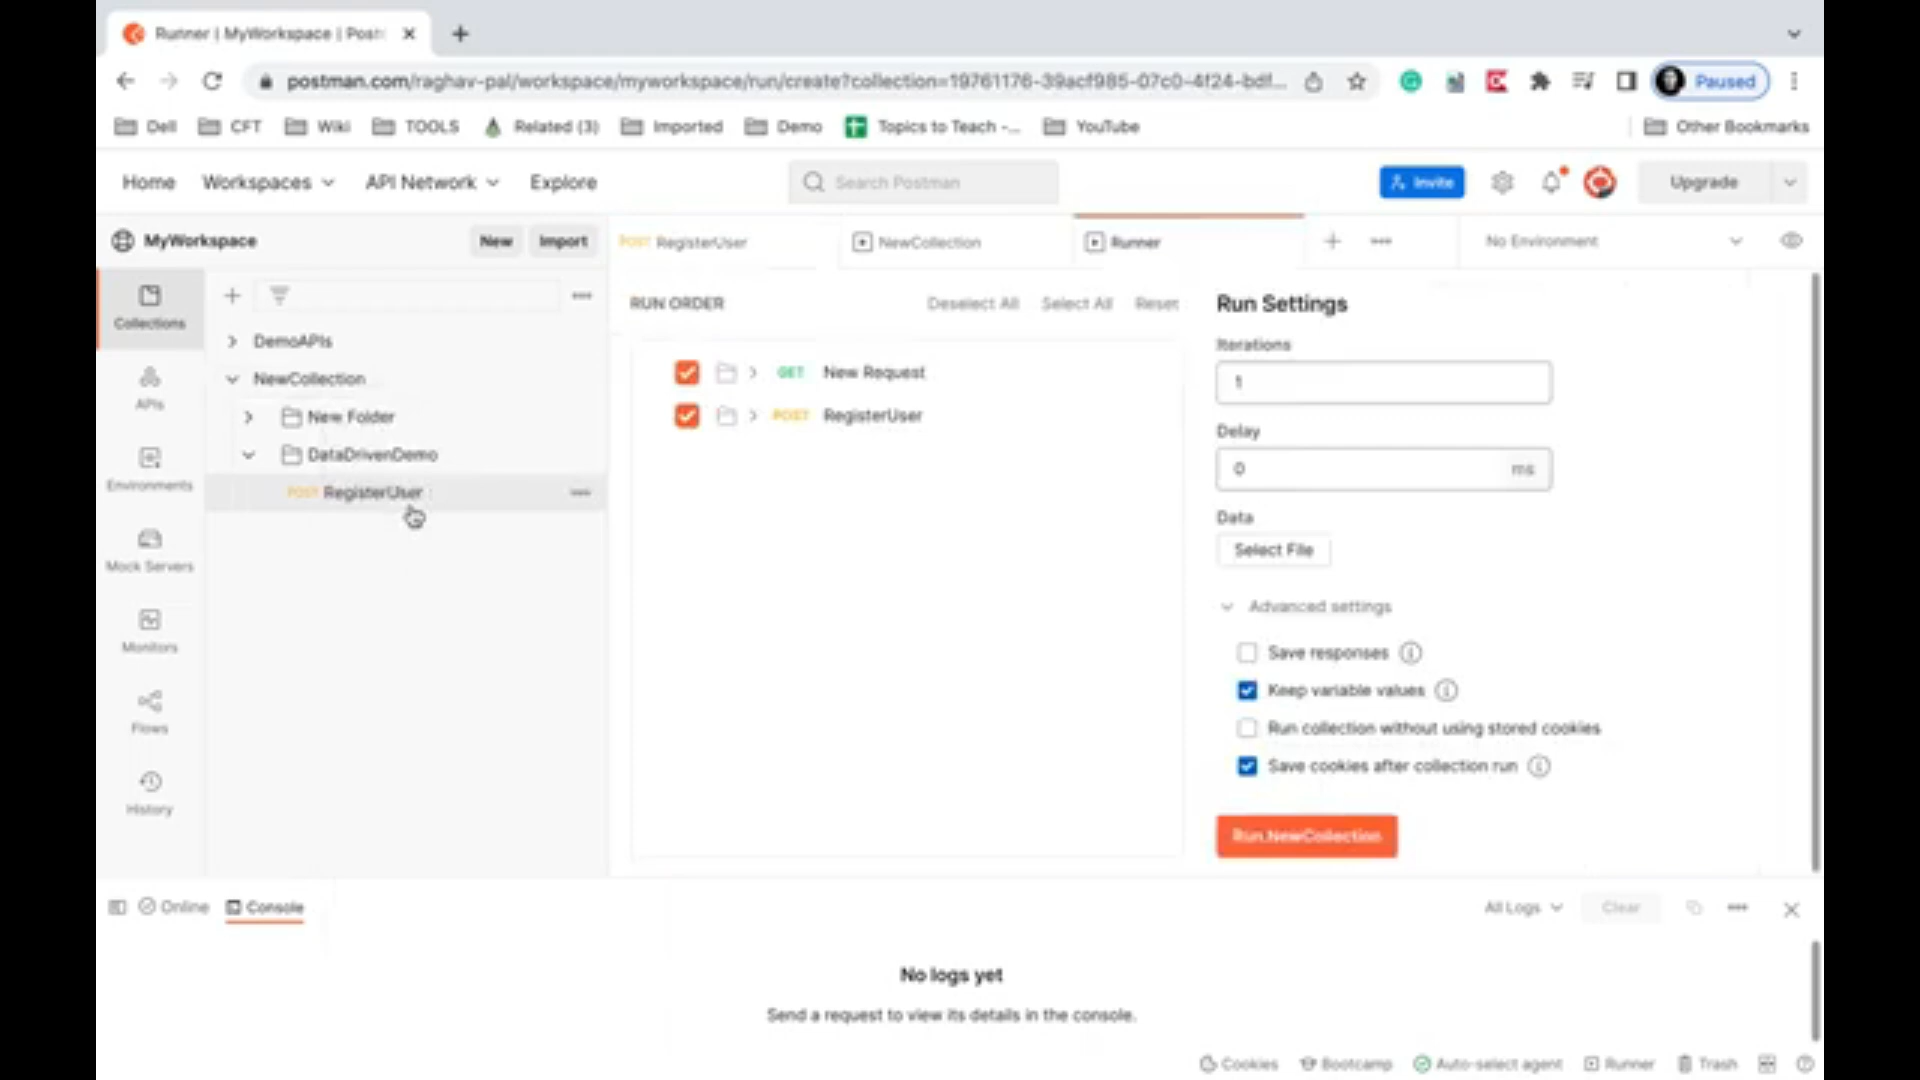 Runner | MyWorkspace | Post
postman.com/raghav-pal/workspace/myworkspace/run/create?collection=19761176-39acf985-07c0-4f24-bdf...
Paused
Dell
CFT
Wiki
TOOLS
Related (3)
Imported
Demo
Topics to Teach -...
YouTube
Other Bookmarks
Home
Workspaces
API Network
Explore
Search Postman
Invite
Upgrade
MyWorkspace
New
Import
POST RegisterUser
NewCollection
Runner
No Environment
Collections
APIs
Environments
Mock Servers
Monitors
Flows
History
DemoAPIs
NewCollection
New Folder
DataDrivenDemo
POST RegisterUser
RUN ORDER
Deselect All
Select All
Reset
GET New Request
POST RegisterUser
Run Settings
Iterations
1
Delay
0 ms
Data
Select File
Advanced settings
Save responses
Keep variable values
Run collection without using stored cookies
Save cookies after collection run
Run NewCollection
Online
Console
All Logs
Clear
No logs yet
Send a request to view its details in the console.
Cookies
Bootcamp
Auto-select agent
Runner
Trash